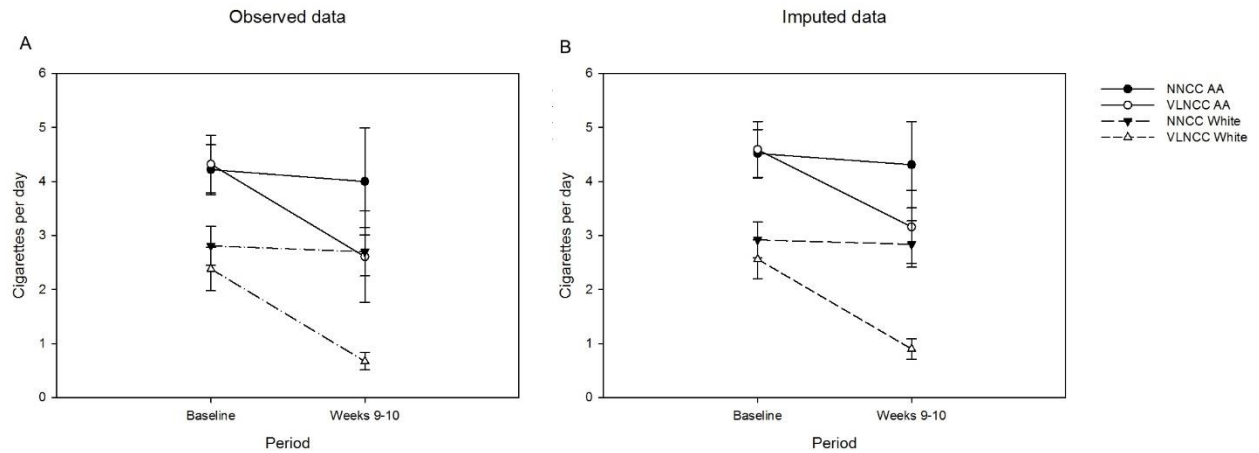 Observed data
Imputed data
A
B
6
5
4
3
2
1
0
Cigarettes per day
Baseline
Weeks 9-10
Period
6
5
4
3
2
1
0
Cigarettes per day
Baseline
Weeks 9-10
Period
NNCC AA
VLNCC AA
NNCC White
VLNCC White